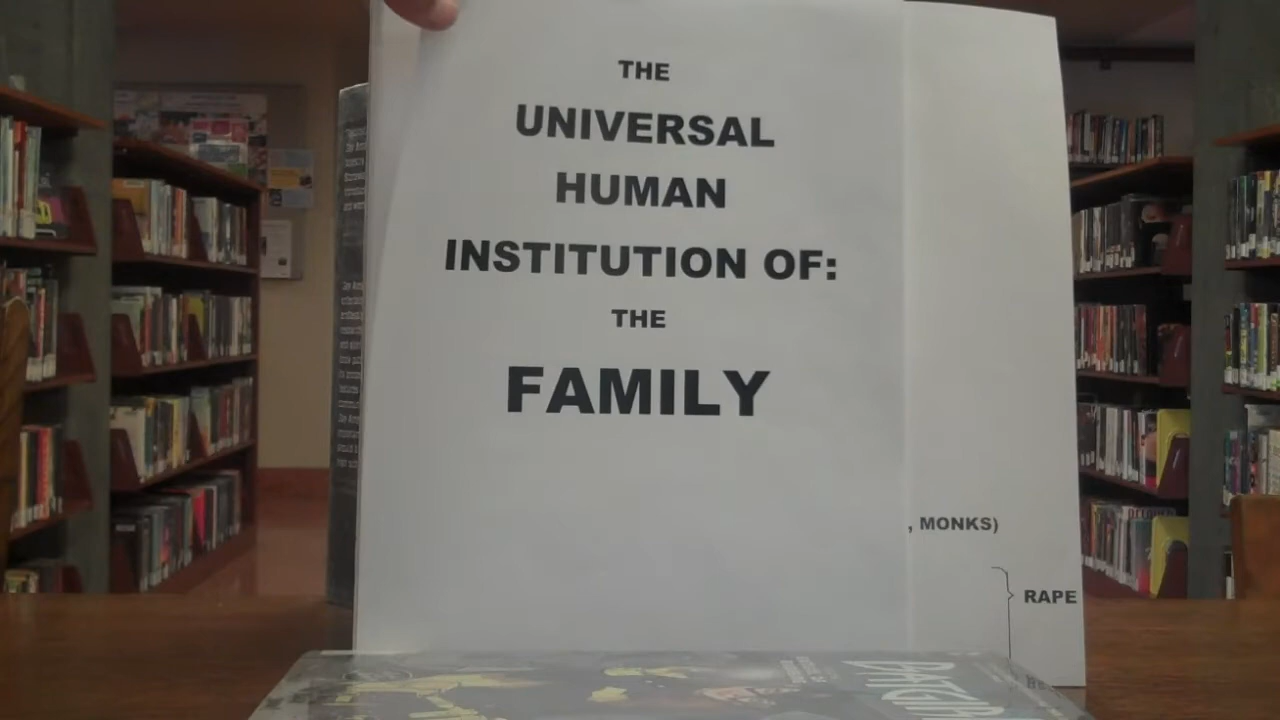 THE
UNIVERSAL
HUMAN
INSTITUTION OF:
THE
FAMILY
, MONKS)
RAPE